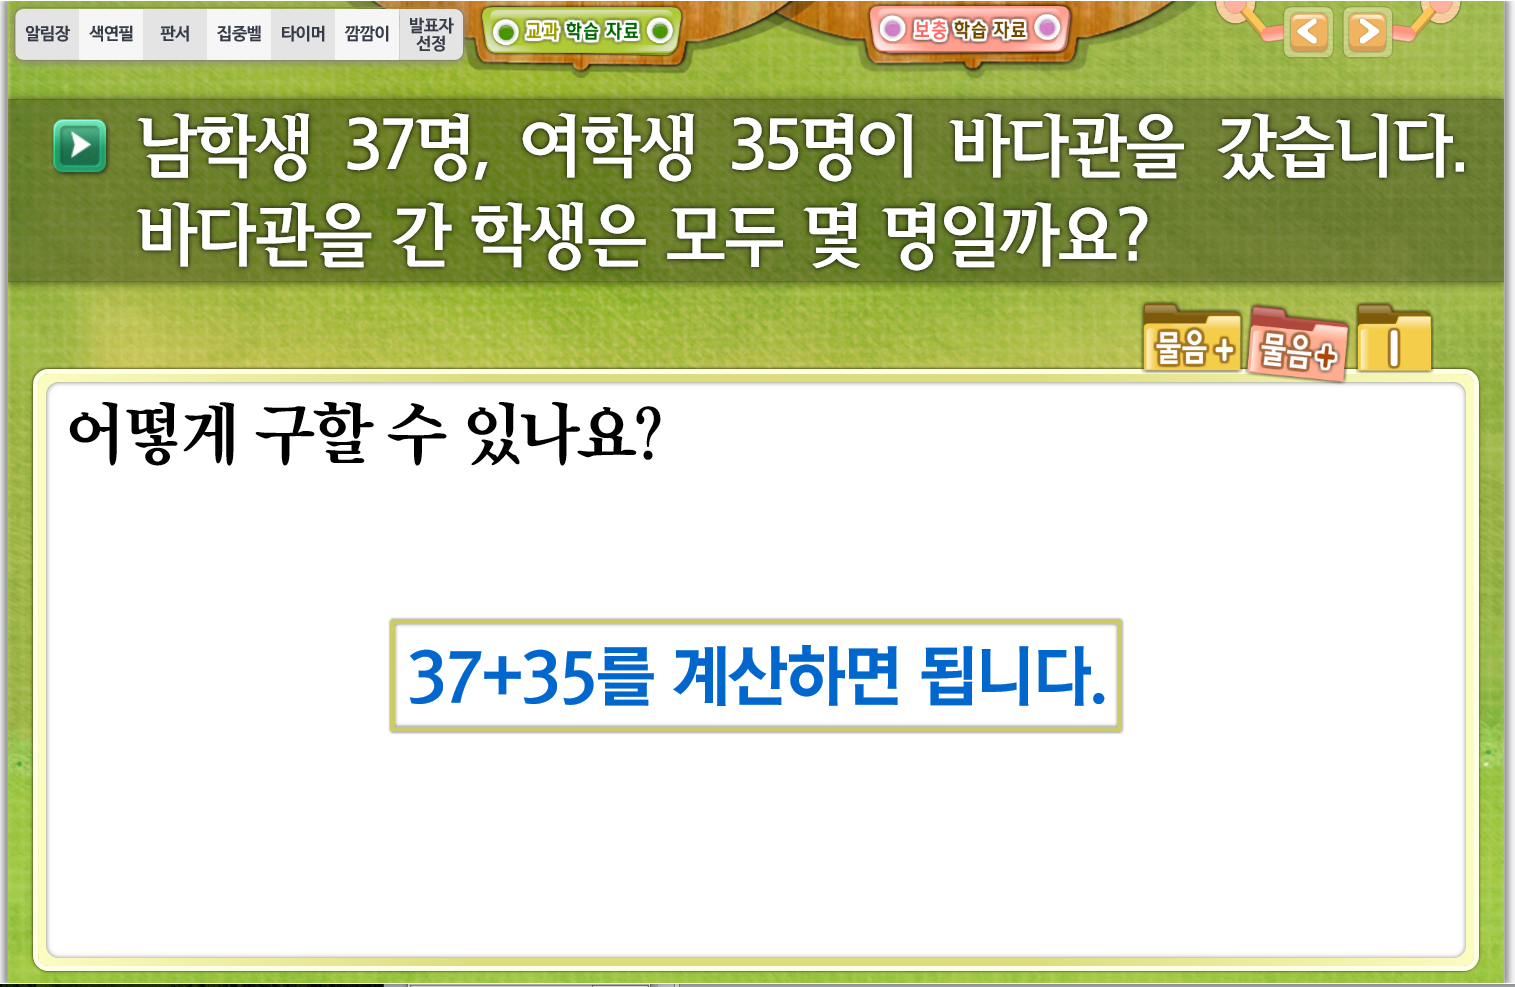 알림장 색연필 판서 집중벨 타이머 깜깜이 발표자 선정
교과 학습 자료
보충 학습 자료
남학생 37명, 여학생 35명이 바다관을 갔습니다.
바다관을 간 학생은 모두 몇 명일까요?
물음+ 물음+ 1
어떻게 구할 수 있나요?
37+35를 계산하면 됩니다.